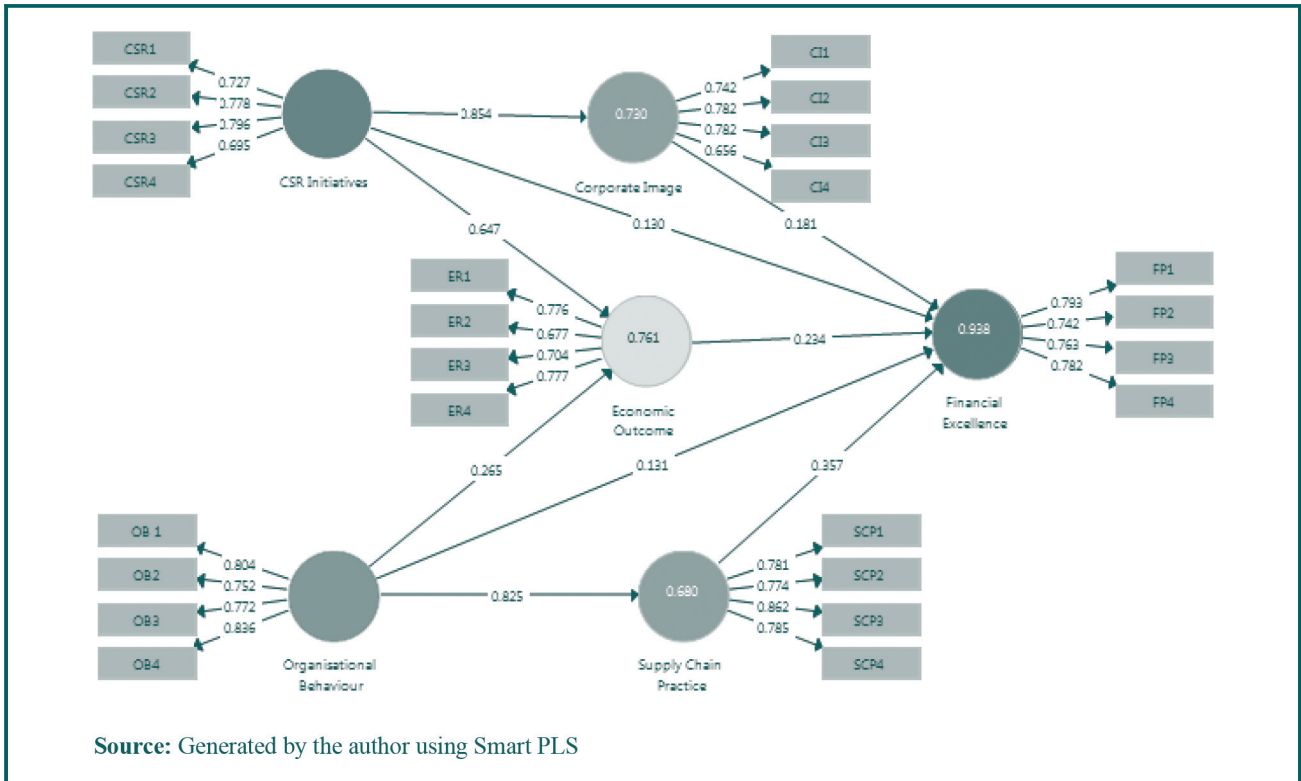 CSR1
CSR2
CSR3
CSR4
0.727
0.778
0.796
0.695
CSR Initiatives
0.854
0.730
Corporate Image
0.742
0.782
0.782
0.656
CI1
CI2
CI3
CI4
0.647
0.130
0.181
ER1
ER2
ER3
ER4
0.776
0.677
0.704
0.777
0.761
Economic
Outcome
0.234
0.938
Financial
Excellence
0.793
0.742
0.763
0.782
FP1
FP2
FP3
FP4
0.265
0.131
0.357
OB 1
OB2
OB3
OB4
0.804
0.752
0.772
0.836
Organisational
Behaviour
0.825
0.680
Supply Chain
Practice
0.781
0.774
0.862
0.785
SCP1
SCP2
SCP3
SCP4
Source: Generated by the author using Smart PLS